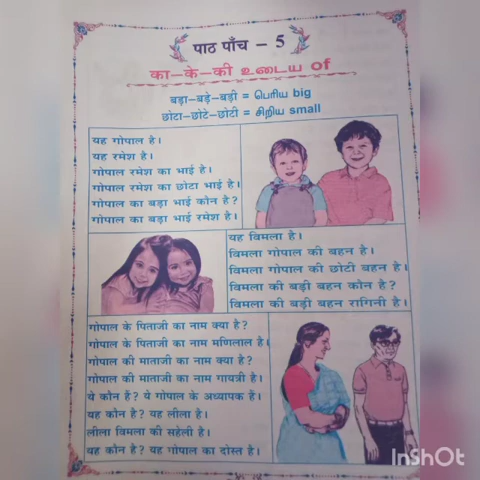 पाठ पाँच – 5
का–के–की உடைய of
बड़ा–बड़े–बड़ी = பெரிய big
छोटा–छोटे–छोटी = சிறிய small
यह गोपाल है।
यह रमेश है।
गोपाल रमेश का भाई है।
गोपाल रमेश का छोटा भाई है।
गोपाल का बड़ा भाई कौन है?
गोपाल का बड़ा भाई रमेश है।
यह विमला है।
विमला गोपाल की बहन है।
विमला गोपाल की छोटी बहन है।
विमला की बड़ी बहन कौन है?
विमला की बड़ी बहन रागिनी है।
गोपाल के पिताजी का नाम क्या है?
गोपाल के पिताजी का नाम मणिलाल है।
गोपाल की माताजी का नाम क्या है?
गोपाल की माताजी का नाम गायत्री है।
ये कौन हैं? ये गोपाल के अध्यापक हैं।
यह कौन है? यह लीला है।
लीला विमला की सहेली है।
वह कौन है? यह गोपाल का दोस्त है।
InShOt